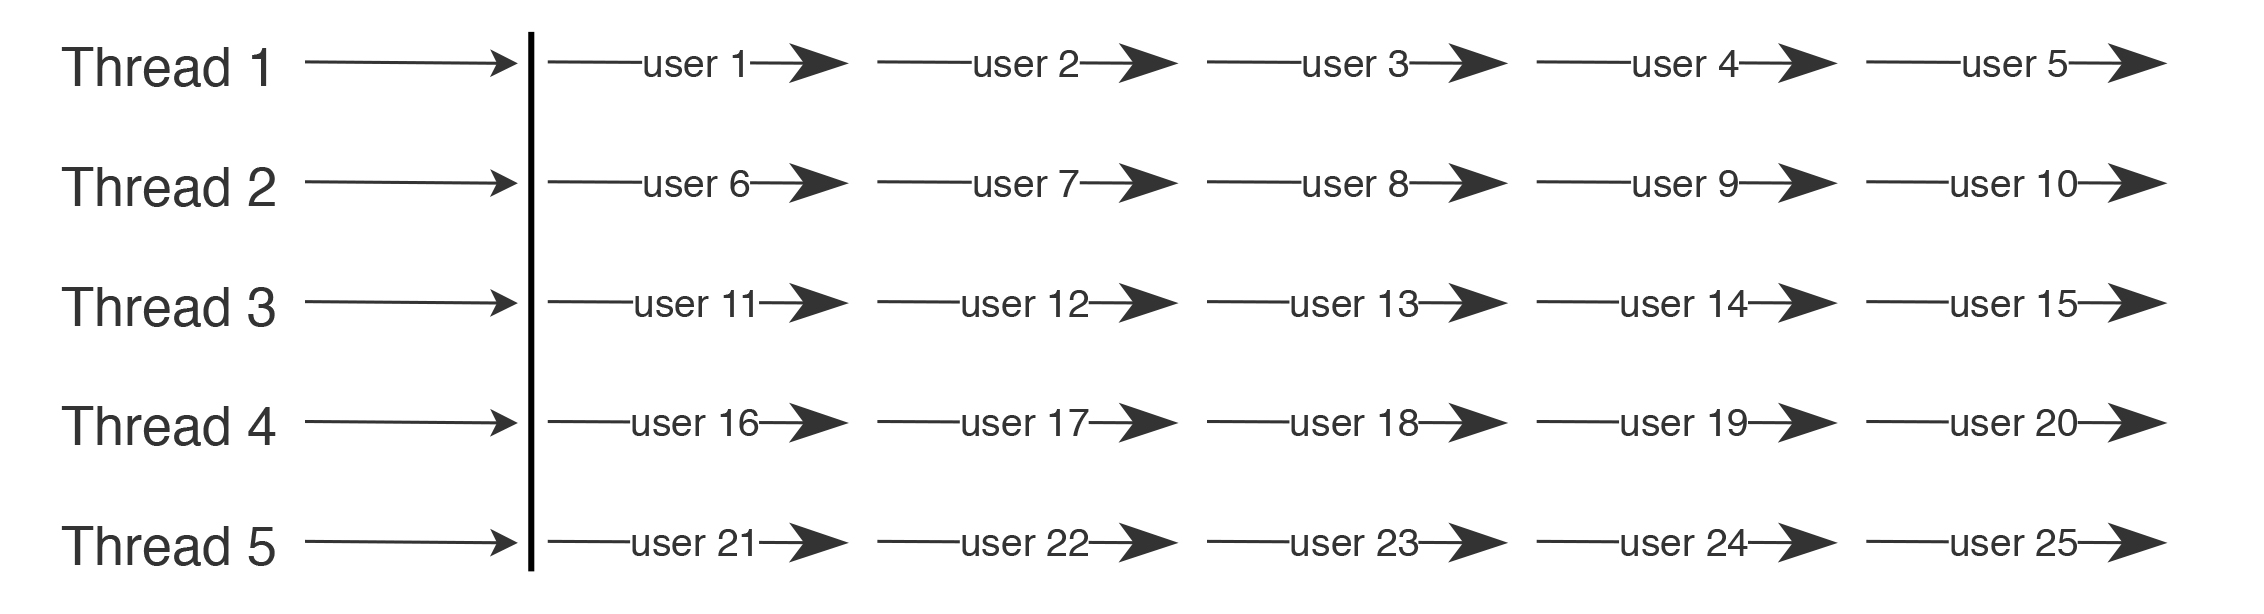 Thread 1 user 1 user 2 user 3 user 4 user 5
Thread 2 user 6 user 7 user 8 user 9 user 10
Thread 3 user 11 user 12 user 13 user 14 user 15
Thread 4 user 16 user 17 user 18 user 19 user 20
Thread 5 user 21 user 22 user 23 user 24 user 25